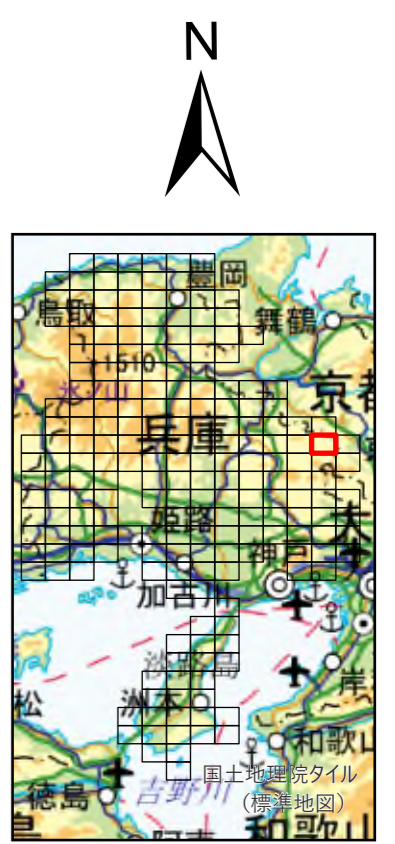 N
豊岡
鳥取
舞鶴
1510
氷ノ山
京都
兵庫
姫路
大
神戸
加古川
淡路島
洲本
松
岸
和歌山
国土地理院タイル
(標準地図)
徳島
吉野川
和歌山